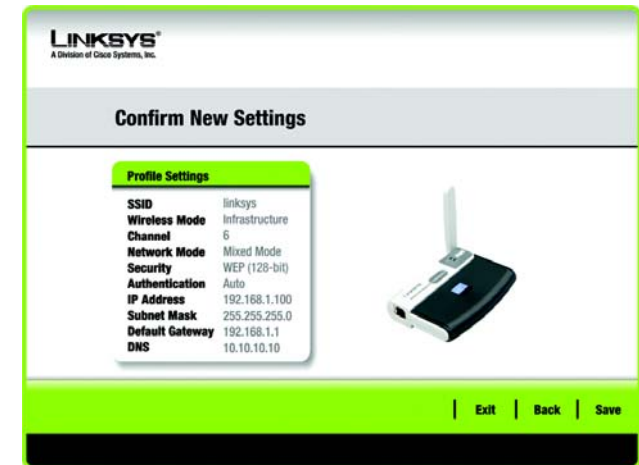 LINKSYS®
A Division of Cisco Systems, Inc.
Confirm New Settings
Profile Settings
SSID linksys
Wireless Mode Infrastructure
Channel 6
Network Mode Mixed Mode
Security WEP (128-bit)
Authentication Auto
IP Address 192.168.1.100
Subnet Mask 255.255.255.0
Default Gateway 192.168.1.1
DNS 10.10.10.10
Exit Back Save